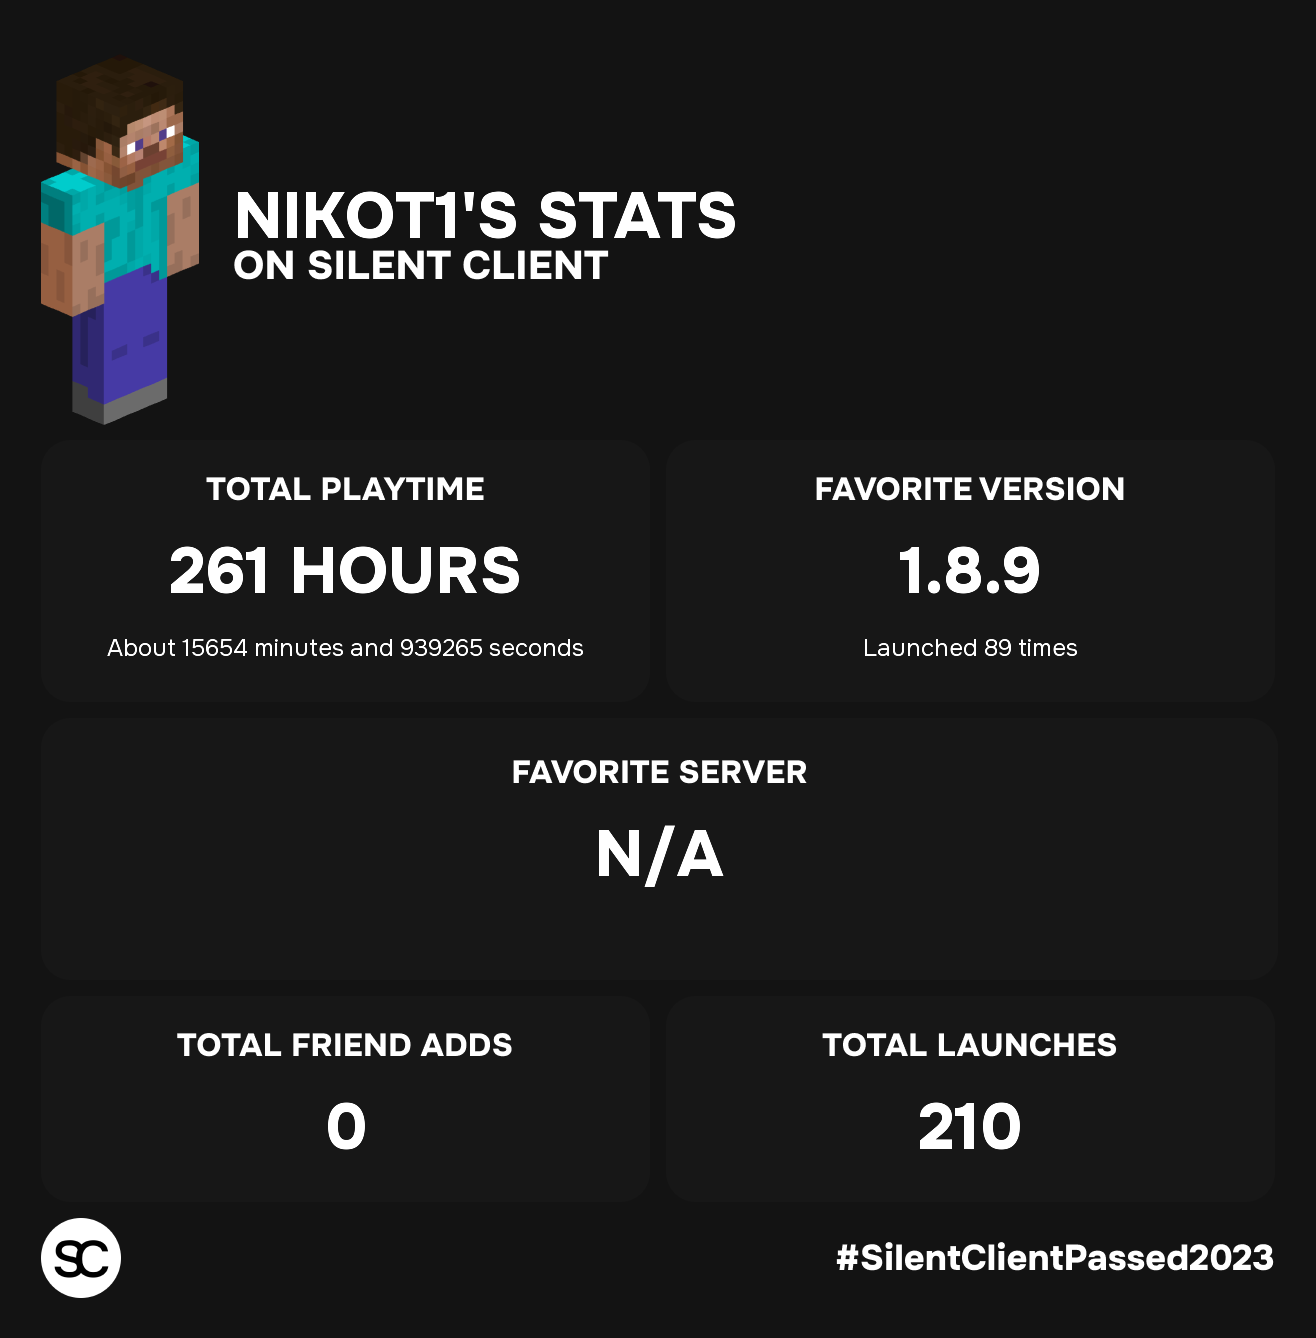 NIKOT1'S STATS
ON SILENT CLIENT
TOTAL PLAYTIME
261 HOURS
About 15654 minutes and 939265 seconds
FAVORITE VERSION
1.8.9
Launched 89 times
FAVORITE SERVER
N/A
TOTAL FRIEND ADDS
0
TOTAL LAUNCHES
210
SC
#SilentClientPassed2023